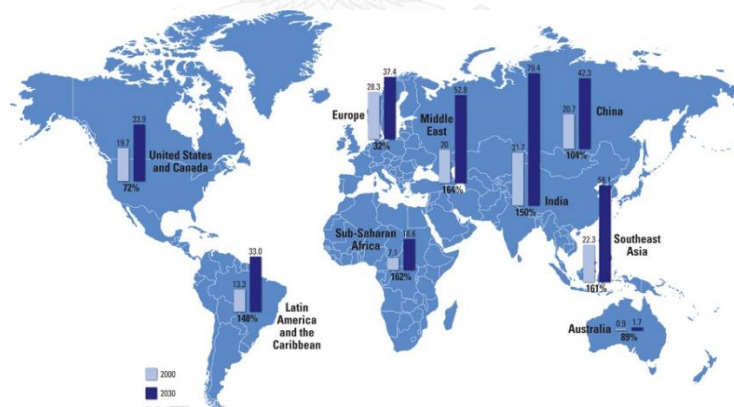 28.3
37.4
Europe
32%
Middle
East
20
52.8
164%
31.7
79.4
India
150%
20.7
42.3
China
104%
19.7
33.9
United States
and Canada
72%
Sub-Saharan
Africa
7.1
18.6
162%
22.3
58.1
Southeast
Asia
161%
13.3
33.0
Latin
America
and the
Caribbean
148%
Australia
0.9
1.7
89%
2000
2030